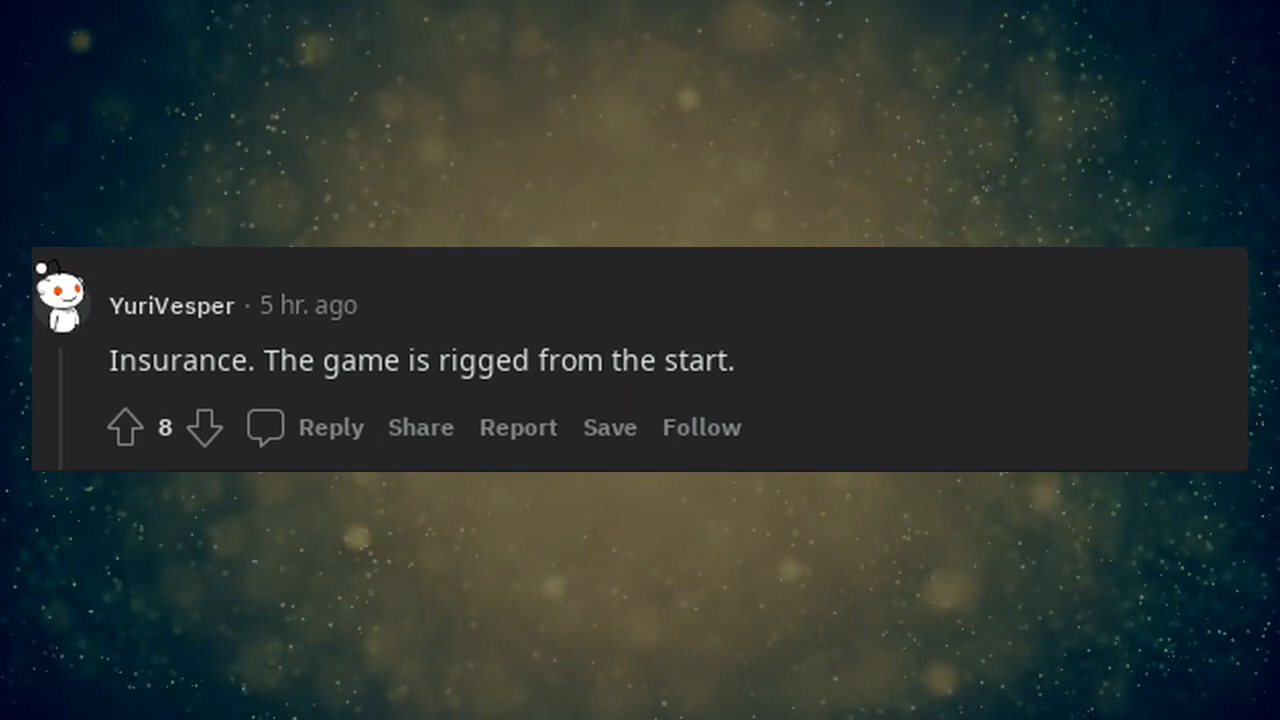 YuriVesper · 5 hr. ago
Insurance. The game is rigged from the start.
8 Reply Share Report Save Follow